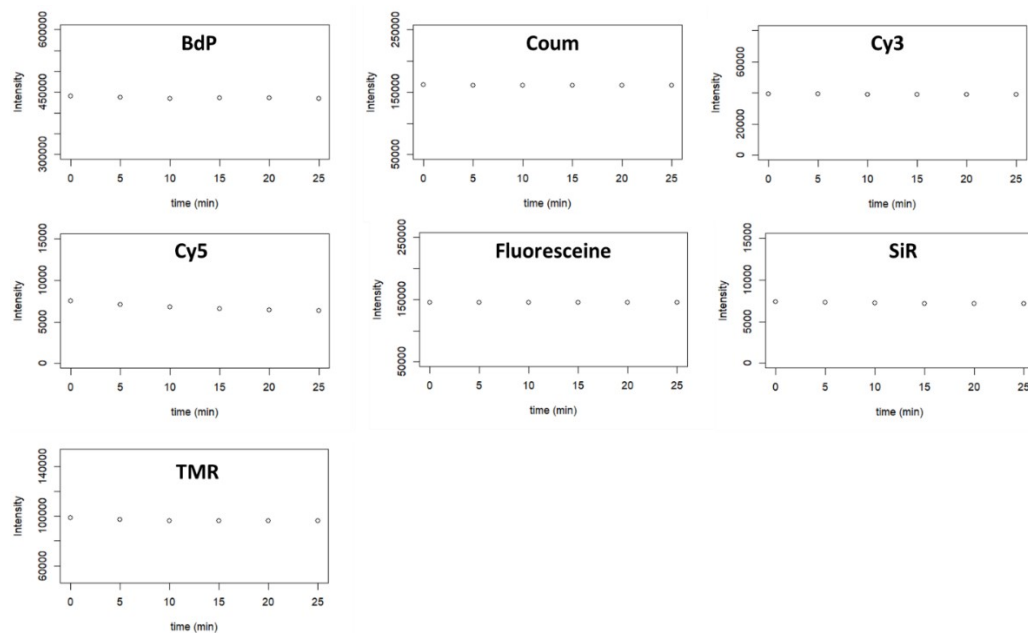 BdP
Intensity
600000
450000
300000
0 5 10 15 20 25
time (min)
Coum
Intensity
250000
150000
50000
0 5 10 15 20 25
time (min)
Cy3
Intensity
60000
20000
0
0 5 10 15 20 25
time (min)
Cy5
Intensity
15000
10000
5000
0
0 5 10 15 20 25
time (min)
Fluoresceine
Intensity
250000
150000
50000
0 5 10 15 20 25
time (min)
SiR
Intensity
15000
10000
5000
0
0 5 10 15 20 25
time (min)
TMR
Intensity
140000
100000
60000
0 5 10 15 20 25
time (min)